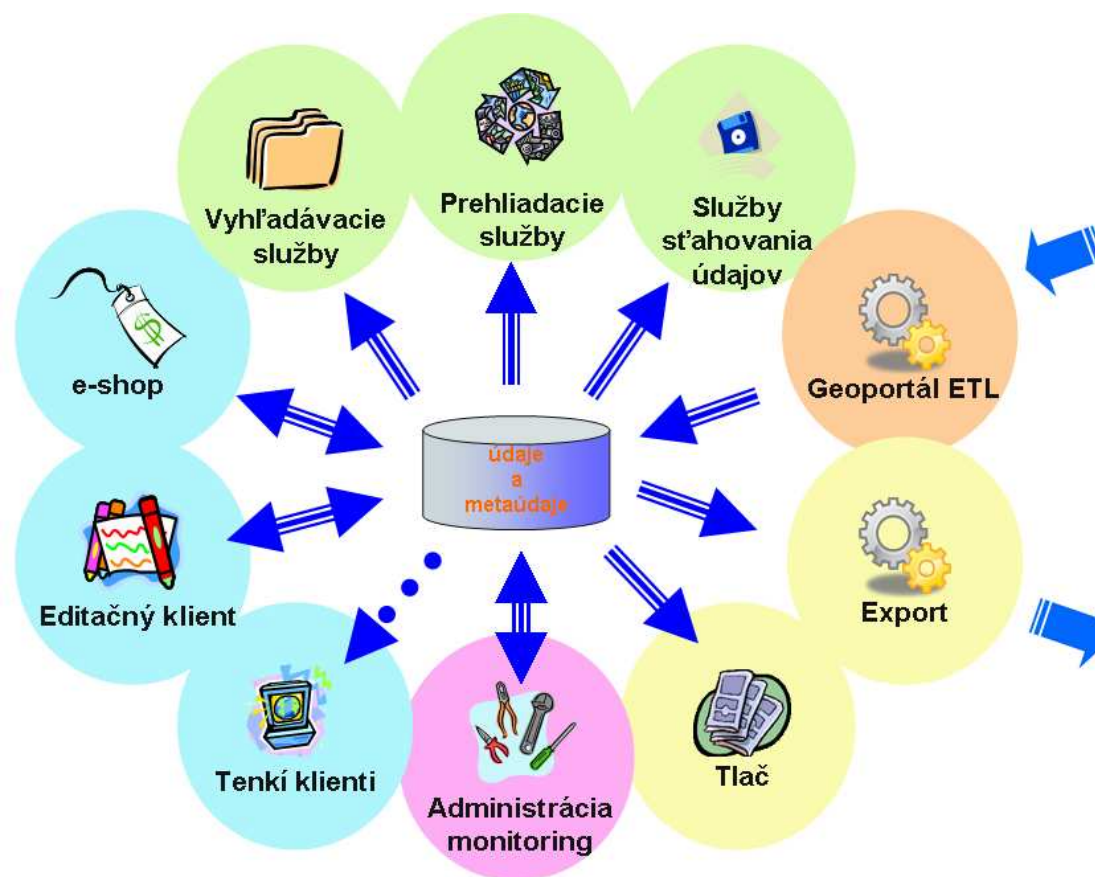 Vyhľadávacie
služby
Prehliadacie
služby
Služby
sťahovania
údajov
Geoportál ETL
Export
Tlač
Administrácia
monitoring
Tenkí klienti
Editačný klient
e-shop
údaje
a
metaúdaje